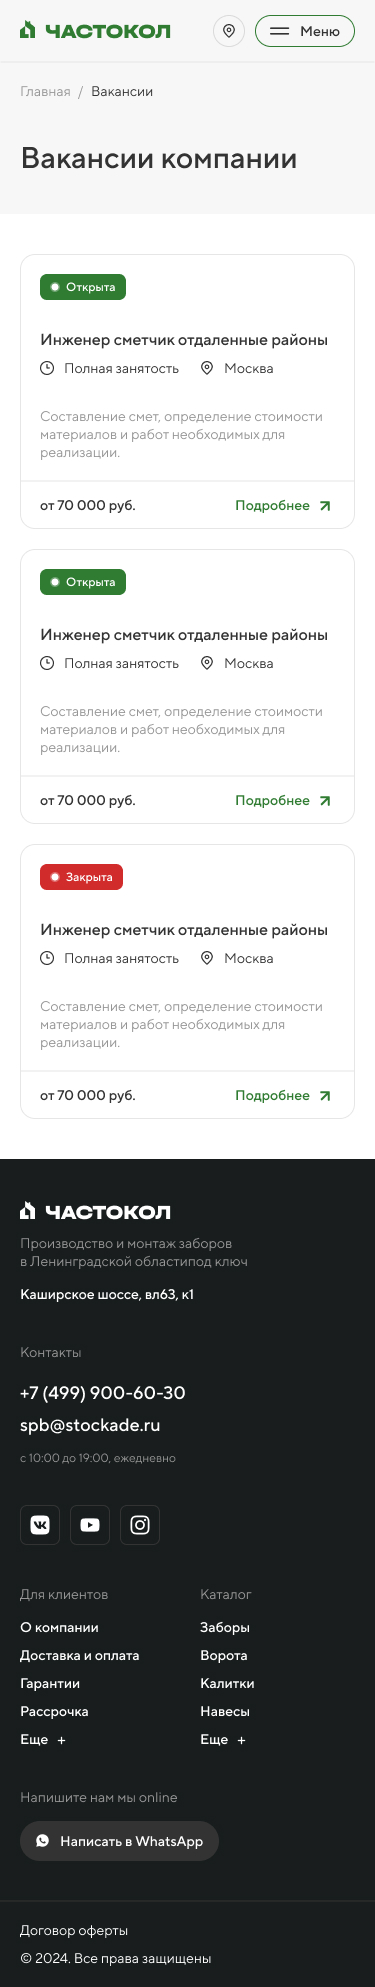 ЧАСТОКОЛ
Меню
Главная / Вакансии
Вакансии компании
Открыта
Инженер сметчик отдаленные районы
Полная занятость Москва
Составление смет, определение стоимости
материалов и работ необходимых для
реализации.
от 70 000 руб. Подробнее
Открыта
Инженер сметчик отдаленные районы
Полная занятость Москва
Составление смет, определение стоимости
материалов и работ необходимых для
реализации.
от 70 000 руб. Подробнее
Закрыта
Инженер сметчик отдаленные районы
Полная занятость Москва
Составление смет, определение стоимости
материалов и работ необходимых для
реализации.
от 70 000 руб. Подробнее
ЧАСТОКОЛ
Производство и монтаж заборов
в Ленинградской областипод ключ
Каширское шоссе, вл63, к1
Контакты
+7 (499) 900-60-30
spb@stockade.ru
с 10:00 до 19:00, ежедневно
Для клиентов
О компании
Доставка и оплата
Гарантии
Рассрочка
Еще +
Каталог
Заборы
Ворота
Калитки
Навесы
Еще +
Напишите нам мы online
Написать в WhatsApp
Договор оферты
© 2024. Все права защищены